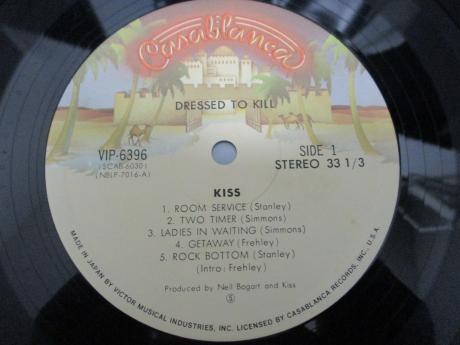 Casablanca
DRESSED TO KILL
VIP-6396
(SCAB-6030)
(NBLP-7016-A)
SIDE 1
STEREO 33 1/3
KISS
1. ROOM SERVICE (Stanley)
2. TWO TIMER (Simmons)
3. LADIES IN WAITING (Simmons)
4. GETAWAY (Frehley)
5. ROCK BOTTOM (Stanley)
(Intro: Frehley)
Produced by Neil Bogart and Kiss
Ⓢ
MADE IN JAPAN BY VICTOR MUSICAL INDUSTRIES, INC. LICENSED BY CASABLANCA RECORDS, INC. U.S.A.